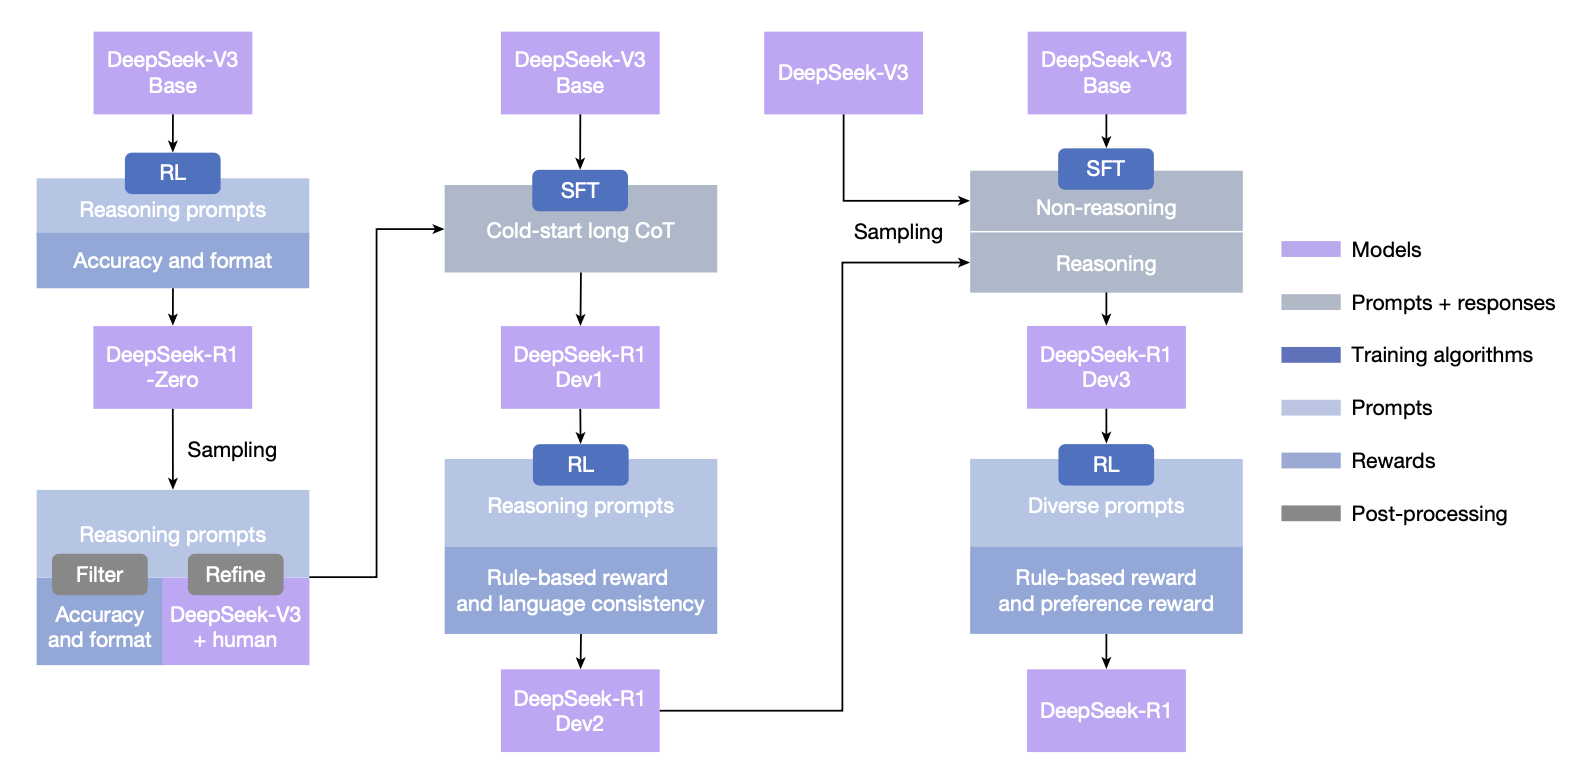 DeepSeek-V3
Base
RL
Reasoning prompts
Accuracy and format
DeepSeek-R1
-Zero
Sampling
Reasoning prompts
Filter
Refine
Accuracy
and format
DeepSeek-V3
+ human
DeepSeek-V3
Base
SFT
Cold-start long CoT
DeepSeek-R1
Dev1
RL
Reasoning prompts
Rule-based reward
and language consistency
DeepSeek-R1
Dev2
DeepSeek-V3
Sampling
DeepSeek-V3
Base
SFT
Non-reasoning
Reasoning
DeepSeek-R1
Dev3
RL
Diverse prompts
Rule-based reward
and preference reward
DeepSeek-R1
Models
Prompts + responses
Training algorithms
Prompts
Rewards
Post-processing